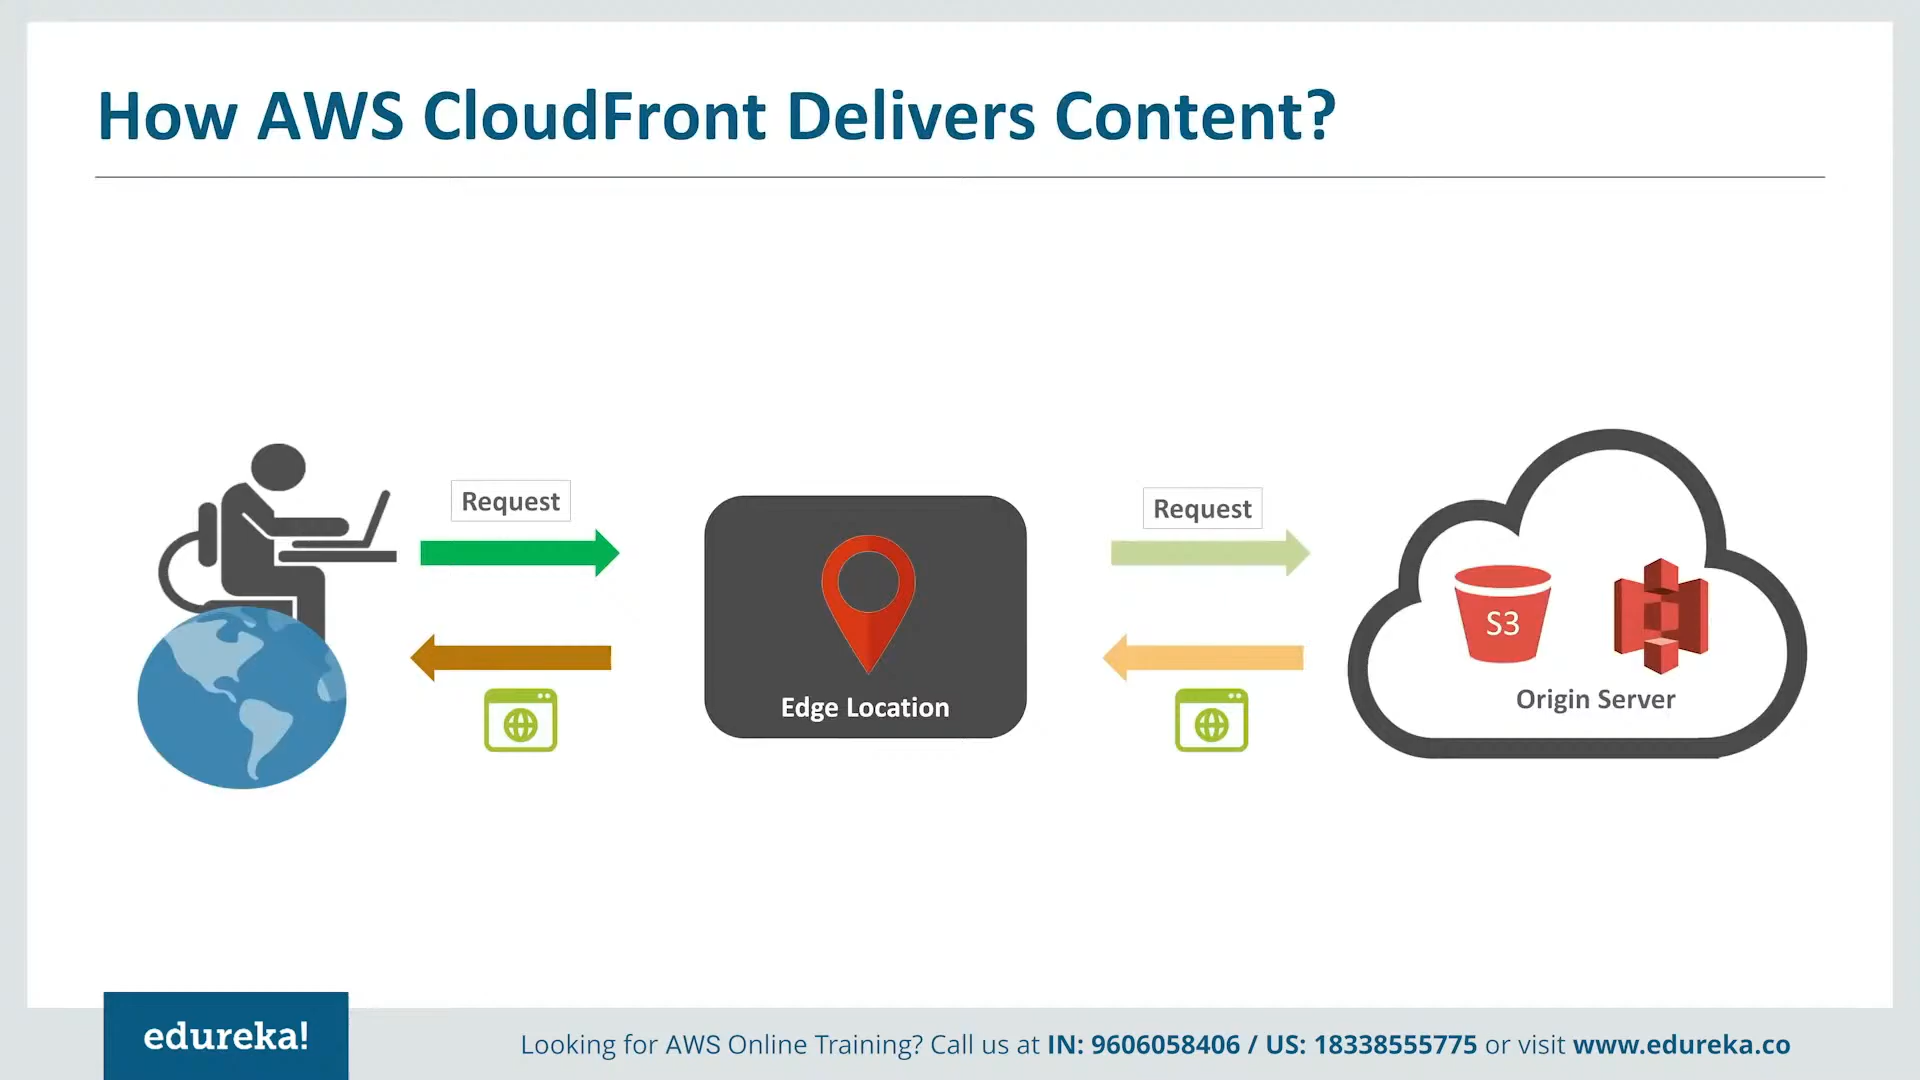 How AWS CloudFront Delivers Content?
Request
Request
S3
Edge Location
Origin Server
edureka!
Looking for AWS Online Training? Call us at IN: 9606058406 / US: 18338555775 or visit www.edureka.co